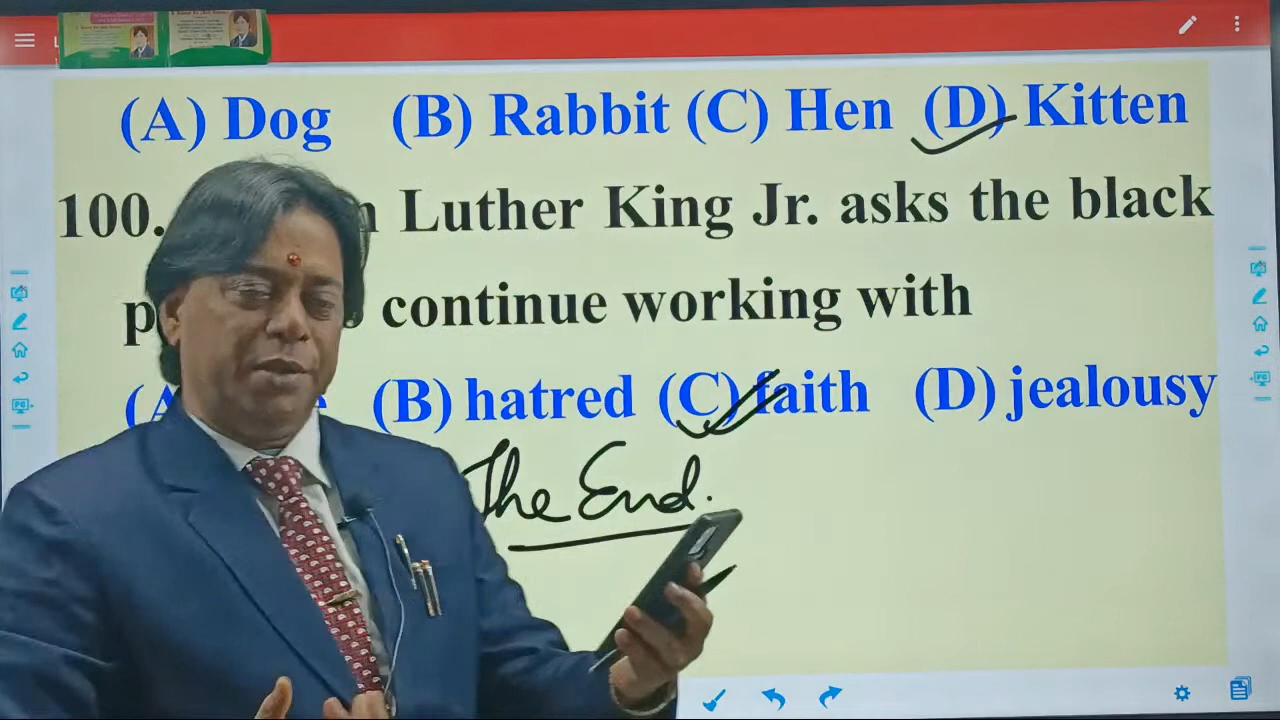 (A) Dog (B) Rabbit (C) Hen (D) Kitten
100. Luther King Jr. asks the black
continue working with
(B) hatred (C) faith (D) jealousy
The End.